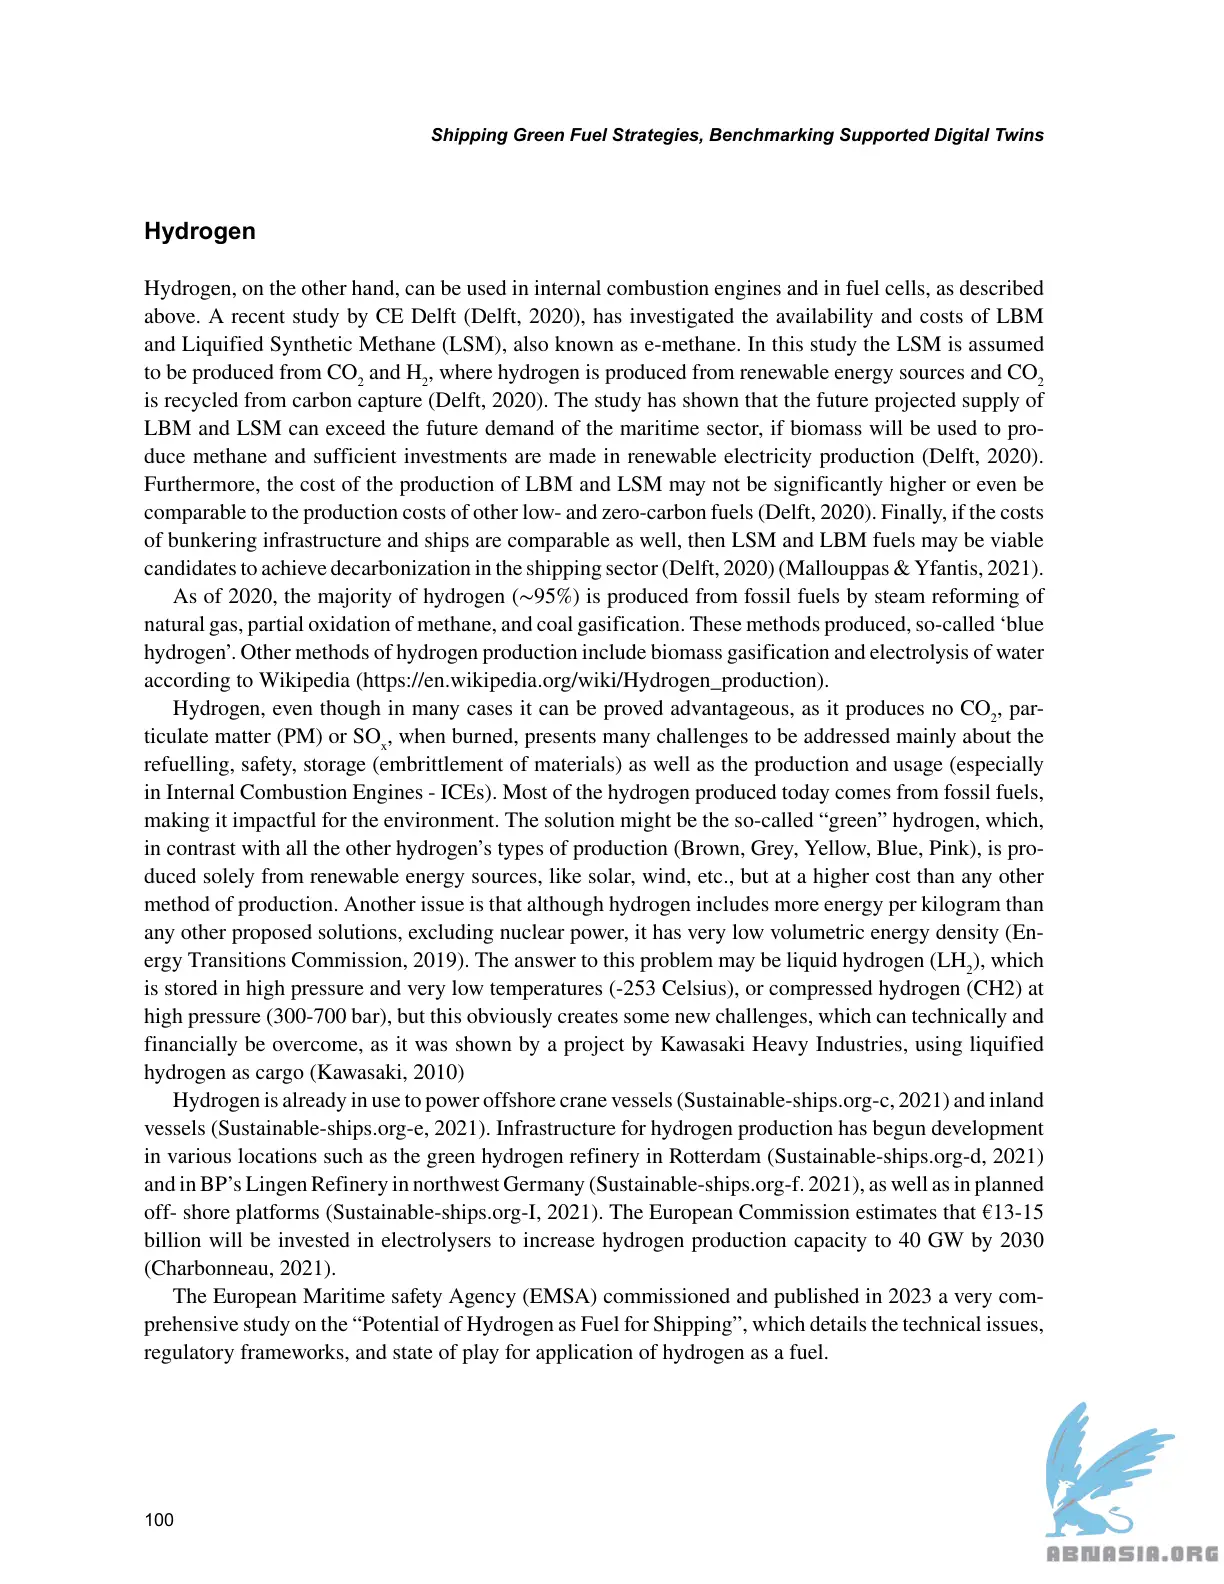 Shipping Green Fuel Strategies, Benchmarking Supported Digital Twins
Hydrogen
Hydrogen, on the other hand, can be used in internal combustion engines and in fuel cells, as described
above. A recent study by CE Delft (Delft, 2020), has investigated the availability and costs of LBM
and Liquified Synthetic Methane (LSM), also known as e-methane. In this study the LSM is assumed
to be produced from CO2 and H2, where hydrogen is produced from renewable energy sources and CO2
is recycled from carbon capture (Delft, 2020). The study has shown that the future projected supply of
LBM and LSM can exceed the future demand of the maritime sector, if biomass will be used to pro-
duce methane and sufficient investments are made in renewable electricity production (Delft, 2020).
Furthermore, the cost of the production of LBM and LSM may not be significantly higher or even be
comparable to the production costs of other low- and zero-carbon fuels (Delft, 2020). Finally, if the costs
of bunkering infrastructure and ships are comparable as well, then LSM and LBM fuels may be viable
candidates to achieve decarbonization in the shipping sector (Delft, 2020) (Mallouppas & Yfantis, 2021).
As of 2020, the majority of hydrogen (~95%) is produced from fossil fuels by steam reforming of
natural gas, partial oxidation of methane, and coal gasification. These methods produced, so-called ‘blue
hydrogen’. Other methods of hydrogen production include biomass gasification and electrolysis of water
according to Wikipedia (https://en.wikipedia.org/wiki/Hydrogen_production).
Hydrogen, even though in many cases it can be proved advantageous, as it produces no CO2, par-
ticulate matter (PM) or SOx, when burned, presents many challenges to be addressed mainly about the
refuelling, safety, storage (embrittlement of materials) as well as the production and usage (especially
in Internal Combustion Engines - ICEs). Most of the hydrogen produced today comes from fossil fuels,
making it impactful for the environment. The solution might be the so-called “green” hydrogen, which,
in contrast with all the other hydrogen’s types of production (Brown, Grey, Yellow, Blue, Pink), is pro-
duced solely from renewable energy sources, like solar, wind, etc., but at a higher cost than any other
method of production. Another issue is that although hydrogen includes more energy per kilogram than
any other proposed solutions, excluding nuclear power, it has very low volumetric energy density (En-
ergy Transitions Commission, 2019). The answer to this problem may be liquid hydrogen (LH2), which
is stored in high pressure and very low temperatures (-253 Celsius), or compressed hydrogen (CH2) at
high pressure (300-700 bar), but this obviously creates some new challenges, which can technically and
financially be overcome, as it was shown by a project by Kawasaki Heavy Industries, using liquified
hydrogen as cargo (Kawasaki, 2010)
Hydrogen is already in use to power offshore crane vessels (Sustainable-ships.org-c, 2021) and inland
vessels (Sustainable-ships.org-e, 2021). Infrastructure for hydrogen production has begun development
in various locations such as the green hydrogen refinery in Rotterdam (Sustainable-ships.org-d, 2021)
and in BP’s Lingen Refinery in northwest Germany (Sustainable-ships.org-f. 2021), as well as in planned
off- shore platforms (Sustainable-ships.org-I, 2021). The European Commission estimates that €13-15
billion will be invested in electrolysers to increase hydrogen production capacity to 40 GW by 2030
(Charbonneau, 2021).
The European Maritime safety Agency (EMSA) commissioned and published in 2023 a very com-
prehensive study on the “Potential of Hydrogen as Fuel for Shipping”, which details the technical issues,
regulatory frameworks, and state of play for application of hydrogen as a fuel.
100
ABNASIA.ORG